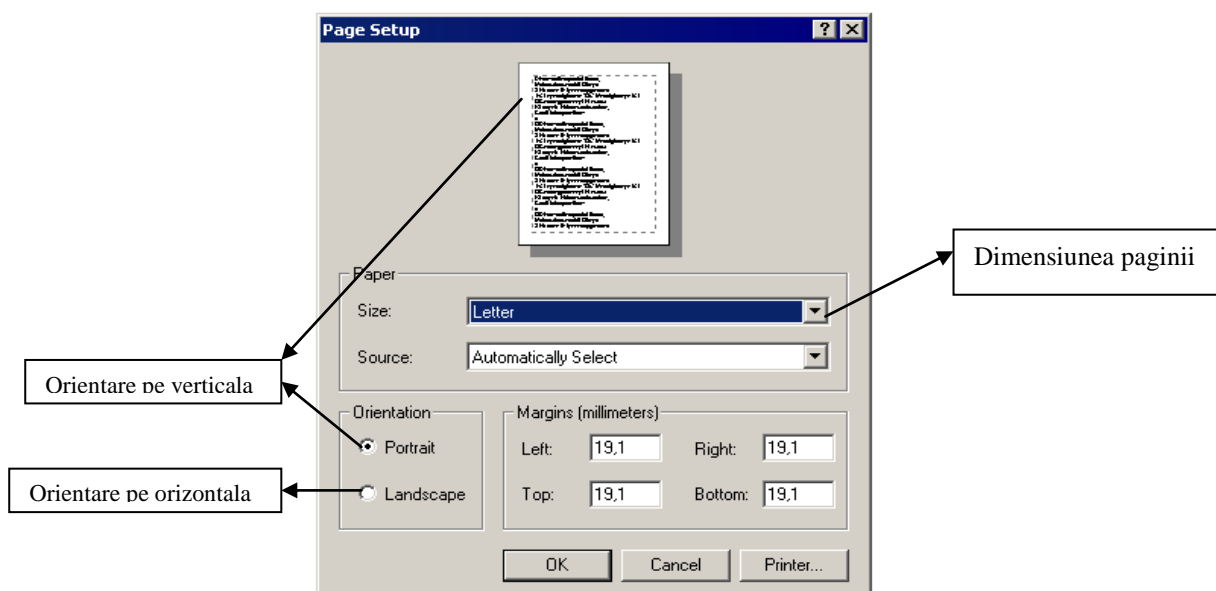 Page Setup
Dimensiunea paginii
Paper
Size: Letter
Source: Automatically Select
Orientare pe verticala
Orientation
Portrait
Landscape
Orientare pe orizontala
Margins (millimeters)
Left: 19,1 Right: 19,1
Top: 19,1 Bottom: 19,1
OK Cancel Printer...